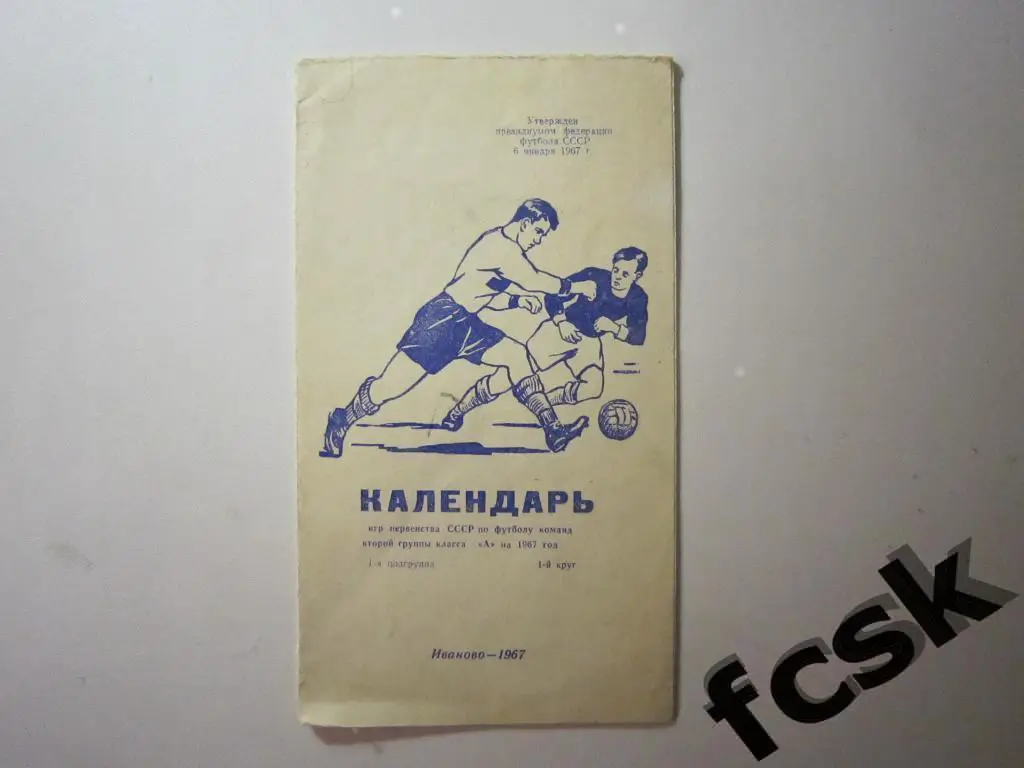 Утвержден
президиумом федерации
футбола СССР
6 января 1967 г.
КАЛЕНДАРЬ
игр первенства СССР по футболу команд
второй группы класса «А» на 1967 год
1-я подгруппа 1-й круг
Иваново—1967
fcsk